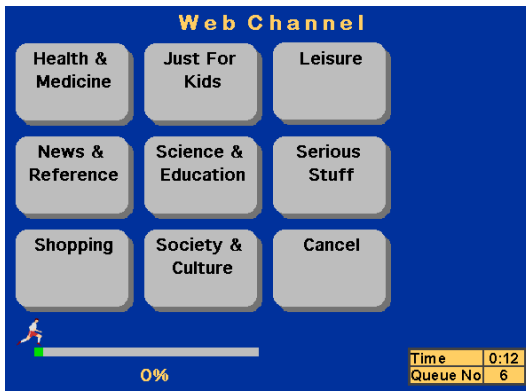 Web Channel
Health &
Medicine
Just For
Kids
Leisure
News &
Reference
Science &
Education
Serious
Stuff
Shopping
Society &
Culture
Cancel
0%
Time 0:12
Queue No 6